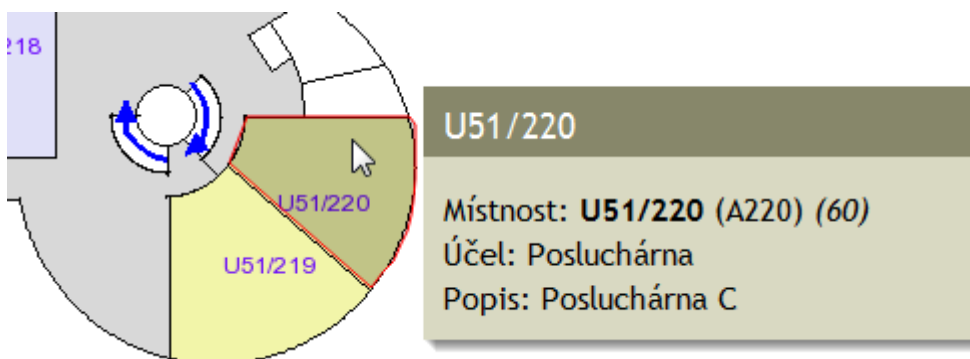 218
U51/220
U51/219
U51/220
Místnost: U51/220 (A220) (60)
Účel: Posluchárna
Popis: Posluchárna C